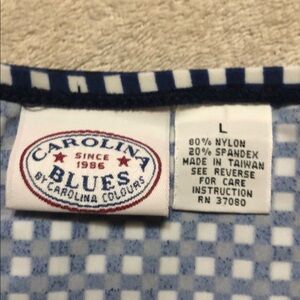 CAROLINA
SINCE
1986
BLUES
BY CAROLINA COLOURS
L
80% NYLON
20% SPANDEX
MADE IN TAIWAN
SEE REVERSE
FOR CARE
INSTRUCTION
RN 37080